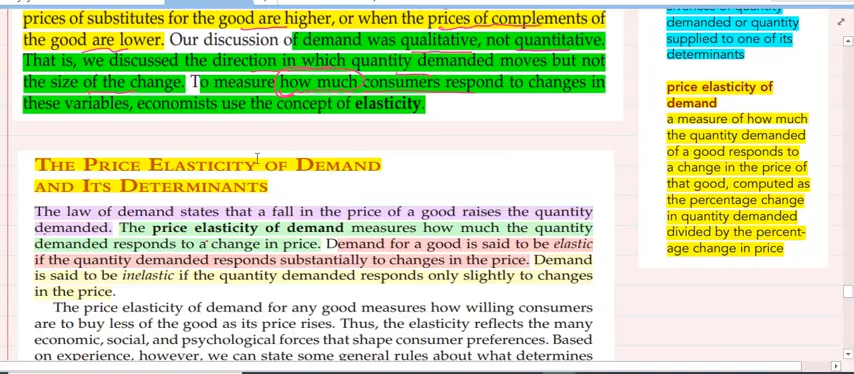 prices of substitutes for the good are higher, or when the prices of complements
of the good are lower. Our discussion of demand was qualitative, not quantitative.
That is, we discussed the direction in which quantity demanded moves but not
the size of the change. To measure how much consumers respond to changes in
these variables, economists use the concept of elasticity.
THE PRICE ELASTICITY OF DEMAND
AND ITS DETERMINANTS
The law of demand states that a fall in the price of a good raises the quantity
demanded. The price elasticity of demand measures how much the quantity
demanded responds to a change in price. Demand for a good is said to be elastic
if the quantity demanded responds substantially to changes in the price. Demand
is said to be inelastic if the quantity demanded responds only slightly to changes
in the price.
The price elasticity of demand for any good measures how willing consumers
are to buy less of the good as its price rises. Thus, the elasticity reflects the many
economic, social, and psychological forces that shape consumer preferences. Based
on experience, however, we can state some general rules about what determines
demanded or quantity
supplied to one of its
determinants
price elasticity of
demand
a measure of how much
the quantity demanded
of a good responds to
a change in the price of
that good, computed as
the percentage change
in quantity demanded
divided by the percent-
age change in price